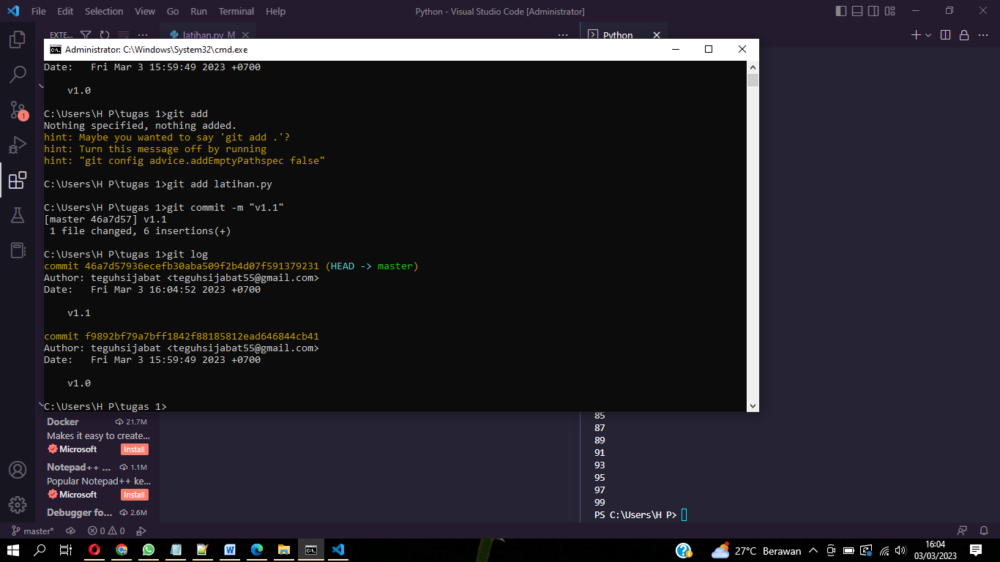 File Edit Selection View Go Run Terminal Help
Python - Visual Studio Code [Administrator]
EXTE...
latihan.py M
Python
Administrator: C:\Windows\System32\cmd.exe
Date:   Fri Mar 3 15:59:49 2023 +0700
v1.0
C:\Users\H P\tugas 1>git add
Nothing specified, nothing added.
hint: Maybe you wanted to say 'git add .'?
hint: Turn this message off by running
hint: "git config advice.addEmptyPathspec false"
C:\Users\H P\tugas 1>git add latihan.py
C:\Users\H P\tugas 1>git commit -m "v1.1"
[master 46a7d57] v1.1
 1 file changed, 6 insertions(+)
C:\Users\H P\tugas 1>git log
commit 46a7d57936ecefb30aba509f2b4d07f591379231 (HEAD -> master)
Author: teguhsijabat <teguhsijabat55@gmail.com>
Date:   Fri Mar 3 16:04:52 2023 +0700
v1.1
commit f9892bf79a7bff1842f88185812ead646844cb41
Author: teguhsijabat <teguhsijabat55@gmail.com>
Date:   Fri Mar 3 15:59:49 2023 +0700
v1.0
C:\Users\H P\tugas 1>
1
Docker 21.7M
Makes it easy to create...
Microsoft Install
Notepad++ ... 1.1M
Popular Notepad++ ke...
Microsoft Install
Debugger fo... 2.6M
85
87
89
91
93
95
97
99
PS C:\Users\H P>
master* 0 0
27°C Berawan
16:04
03/03/2023